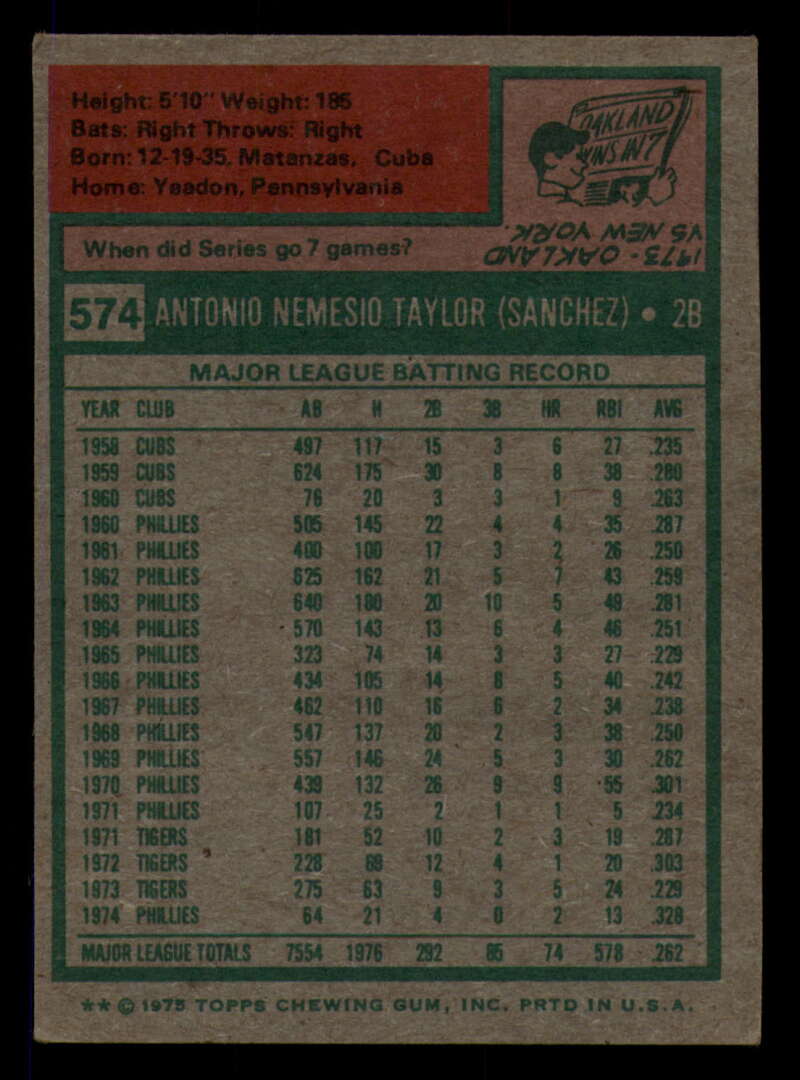 Height: 5'10" Weight: 185
Bats: Right Throws: Right
Born: 12-19-35, Matanzas, Cuba
Home: Yeadon, Pennsylvania
OAKLAND
WINS IN 7
When did Series go 7 games?
1973 - OAKLAND
VS NEW YORK.
574 ANTONIO NEMESIO TAYLOR (SANCHEZ) • 2B
MAJOR LEAGUE BATTING RECORD
YEAR CLUB AB H 2B 3B HR RBI AVG
1958 CUBS 497 117 15 3 6 27 .235
1959 CUBS 624 175 30 8 8 38 .280
1960 CUBS 76 20 3 3 1 9 .263
1960 PHILLIES 505 145 22 4 4 35 .287
1961 PHILLIES 400 100 17 3 2 26 .250
1962 PHILLIES 625 162 21 5 7 43 .259
1963 PHILLIES 640 180 20 10 5 49 .281
1964 PHILLIES 570 143 13 6 4 46 .251
1965 PHILLIES 323 74 14 3 3 27 .229
1966 PHILLIES 434 105 14 8 5 40 .242
1967 PHILLIES 462 110 16 6 2 34 .238
1968 PHILLIES 547 137 20 2 3 38 .250
1969 PHILLIES 557 146 24 5 3 30 .262
1970 PHILLIES 439 132 26 9 9 55 .301
1971 PHILLIES 107 25 2 1 1 5 .234
1971 TIGERS 181 52 10 2 3 19 .287
1972 TIGERS 228 69 12 4 1 20 .303
1973 TIGERS 275 63 9 3 5 24 .229
1974 PHILLIES 64 21 4 0 2 13 .328
MAJOR LEAGUE TOTALS 7554 1976 292 85 74 578 .262
** © 1975 TOPPS CHEWING GUM, INC. PRTD IN U.S.A.